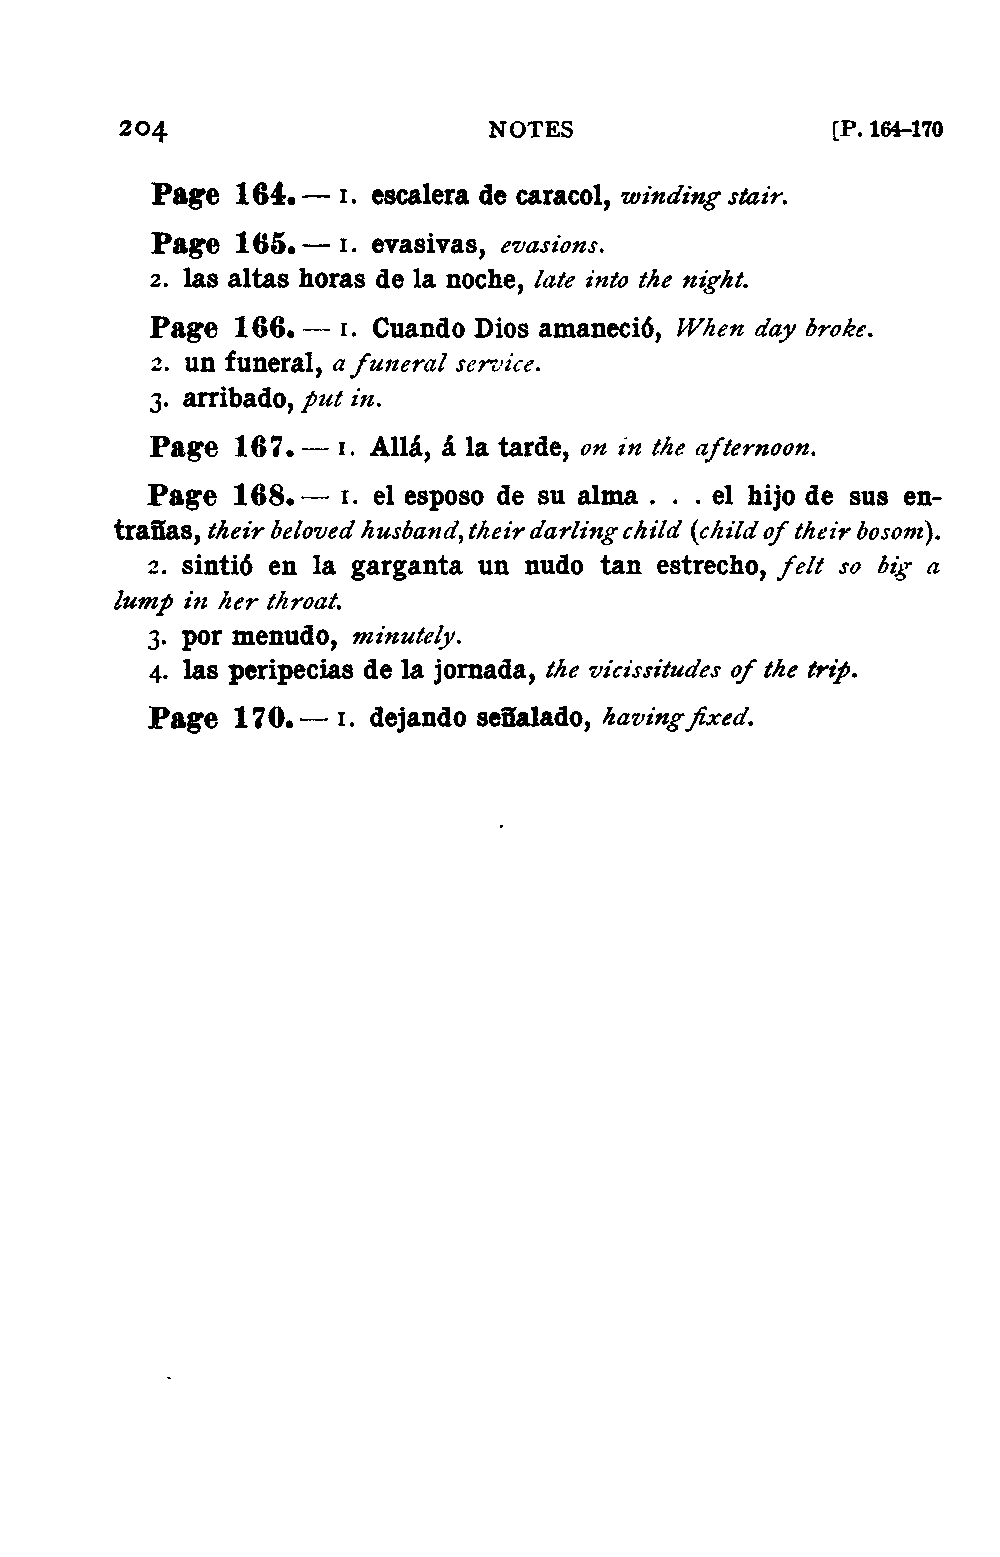 204 NOTES [P. 164–170
Page 164. — 1. escalera de caracol, winding stair.
Page 165. — 1. evasivas, evasions.
2. las altas horas de la noche, late into the night.
Page 166. — 1. Cuando Dios amaneció, When day broke.
2. un funeral, a funeral service.
3. arribado, put in.
Page 167. — 1. Allá, á la tarde, on in the afternoon.
Page 168. — 1. el esposo de su alma . . . el hijo de sus en-
trañas, their beloved husband, their darling child (child of their bosom).
2. sintió en la garganta un nudo tan estrecho, felt so big a
lump in her throat.
3. por menudo, minutely.
4. las peripecias de la jornada, the vicissitudes of the trip.
Page 170. — 1. dejando señalado, having fixed.